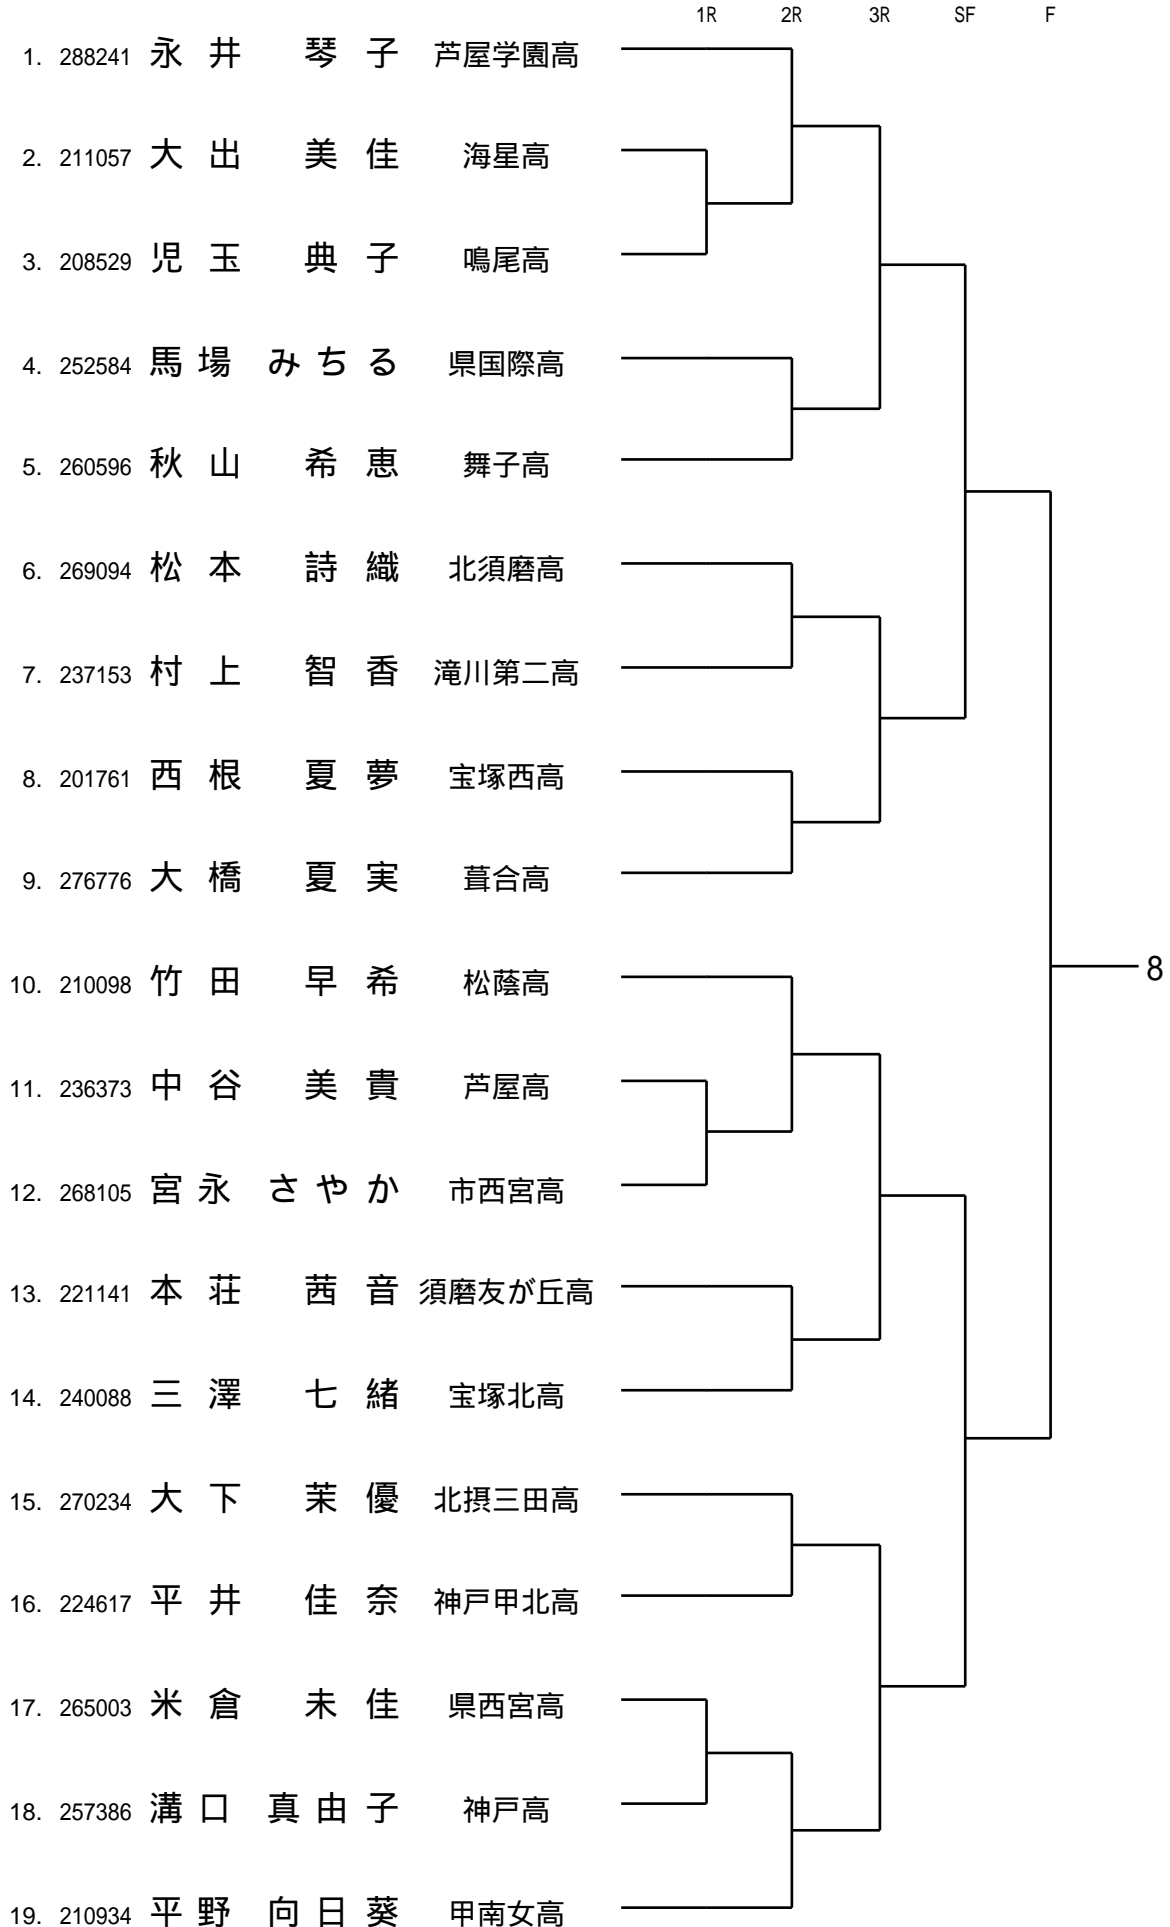 1R 2R 3R SF F
1. 288241 永井 琴子 芦屋学園高
2. 211057 大出 美佳 海星高
3. 208529 児玉 典子 鳴尾高
4. 252584 馬場 みちる 県国際高
5. 260596 秋山 希恵 舞子高
6. 269094 松本 詩織 北須磨高
7. 237153 村上 智香 滝川第二高
8. 201761 西根 夏夢 宝塚西高
9. 276776 大橋 夏実 葺合高
8
10. 210098 竹田 早希 松蔭高
11. 236373 中谷 美貴 芦屋高
12. 268105 宮永 さやか 市西宮高
13. 221141 本荘 茜音 須磨友が丘高
14. 240088 三澤 七緒 宝塚北高
15. 270234 大下 茉優 北摂三田高
16. 224617 平井 佳奈 神戸甲北高
17. 265003 米倉 未佳 県西宮高
18. 257386 溝口 真由子 神戸高
19. 210934 平野 向日葵 甲南女高